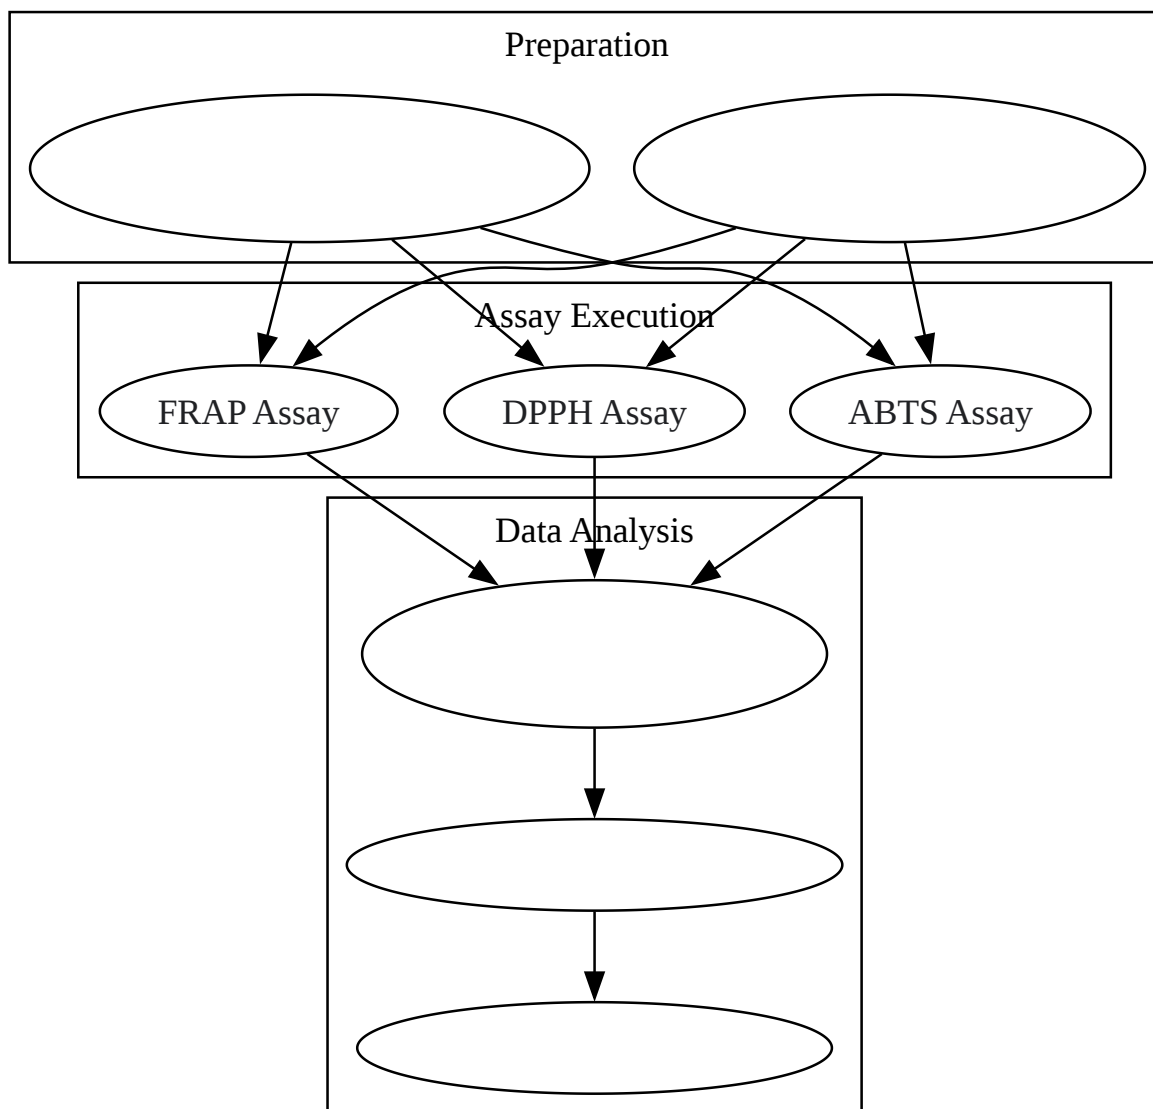 Preparation
Assay Execution
FRAP Assay
DPPH Assay
ABTS Assay
Data Analysis